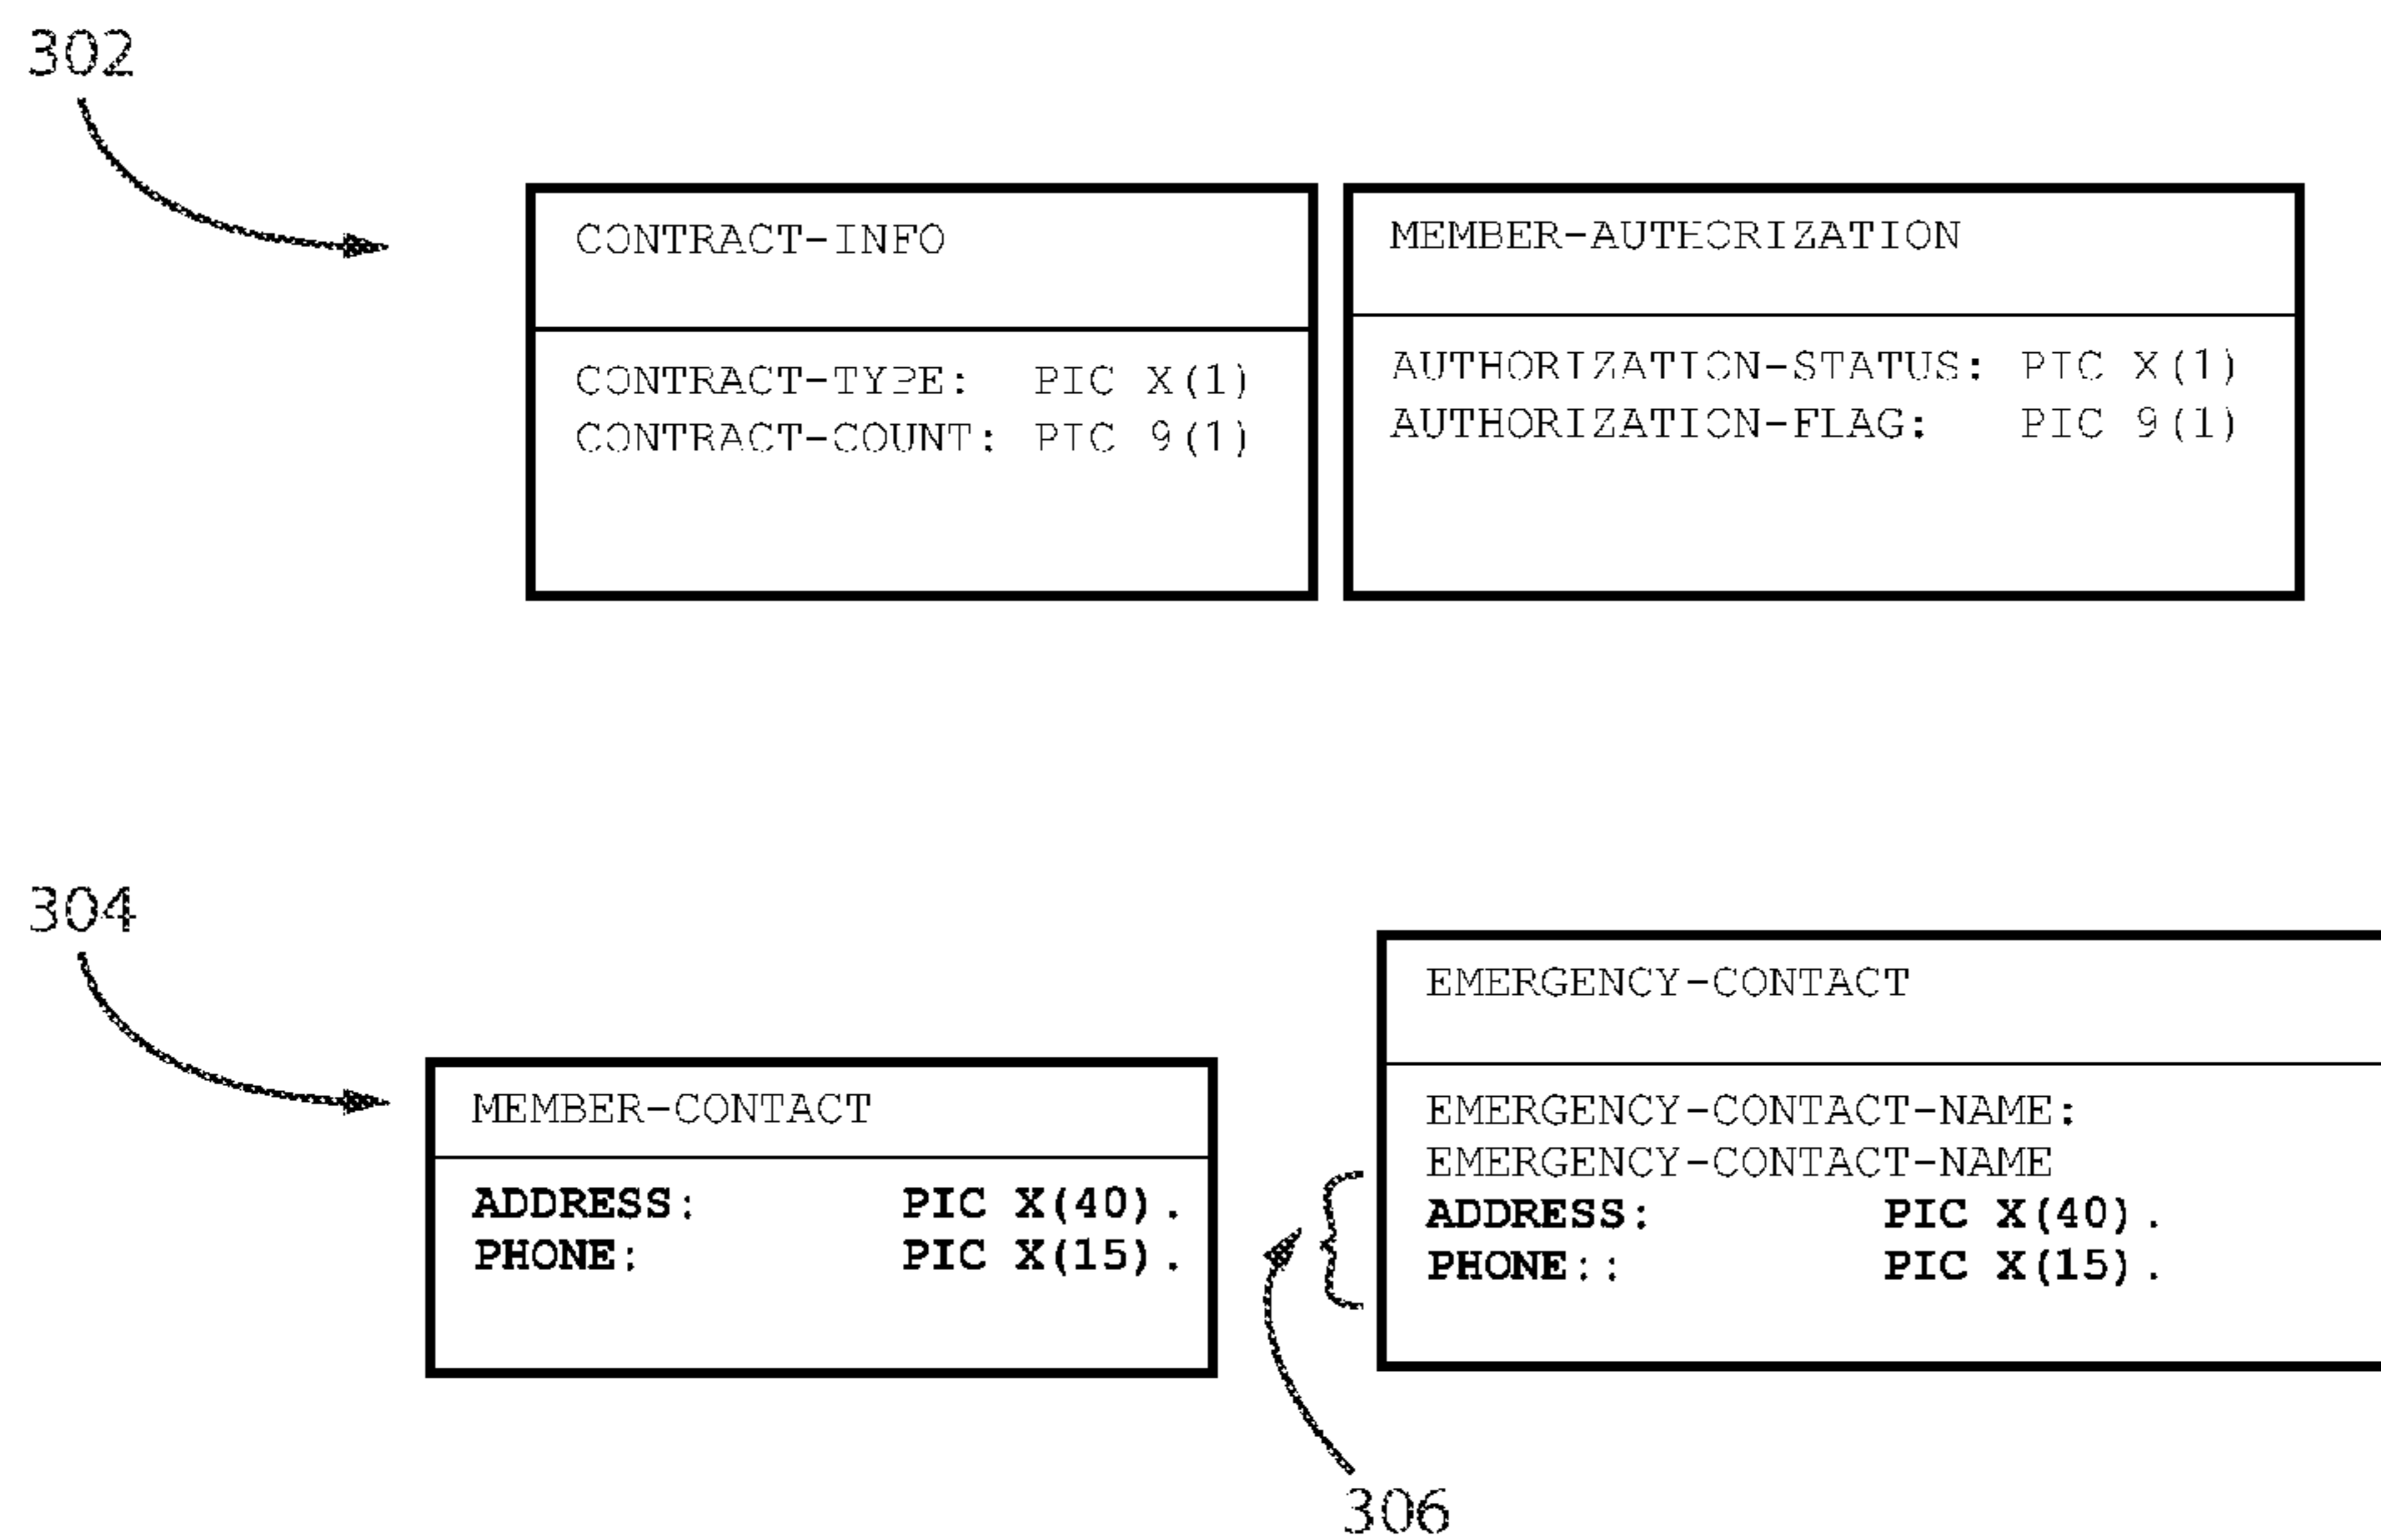 302
CONTRACT-INFO
CONTRACT-TYPE: PIC X(1)
CONTRACT-COUNT: PIC 9(1)
MEMBER-AUTHORIZATION
AUTHORIZATION-STATUS: PIC X(1)
AUTHORIZATION-FLAG: PIC 9(1)
304
MEMBER-CONTACT
ADDRESS: PIC X(40).
PHONE: PIC X(15).
EMERGENCY-CONTACT
EMERGENCY-CONTACT-NAME:
EMERGENCY-CONTACT-NAME
ADDRESS: PIC X(40).
PHONE:: PIC X(15).
306